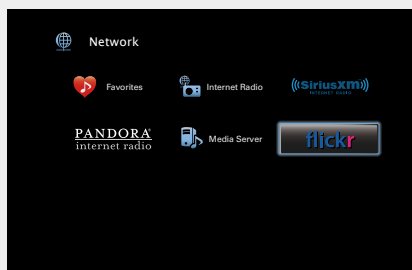 Network
Favorites
Internet Radio
((SiriusXM))
INTERNET RADIO
PANDORA®
internet radio
Media Server
flickr